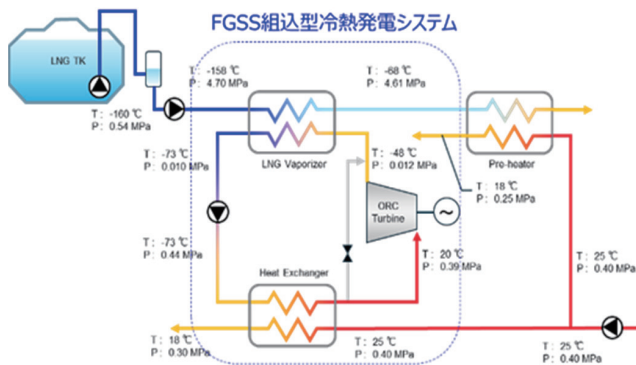 FGSS組込型冷熱発電システム
LNG TK
T: -160 ℃
P: 0.54 MPa
T: -158 ℃
P: 4.70 MPa
T: -68 ℃
P: 4.61 MPa
LNG Vaporizer
Pre-heater
T: -73 ℃
P: 0.010 MPa
T: -48 ℃
P: 0.012 MPa
T: 18 ℃
P: 0.25 MPa
ORC
Turbine
~
T: -73 ℃
P: 0.44 MPa
T: 20 ℃
P: 0.39 MPa
T: 25 ℃
P: 0.40 MPa
Heat Exchanger
T: 18 ℃
P: 0.30 MPa
T: 25 ℃
P: 0.40 MPa
T: 25 ℃
P: 0.40 MPa